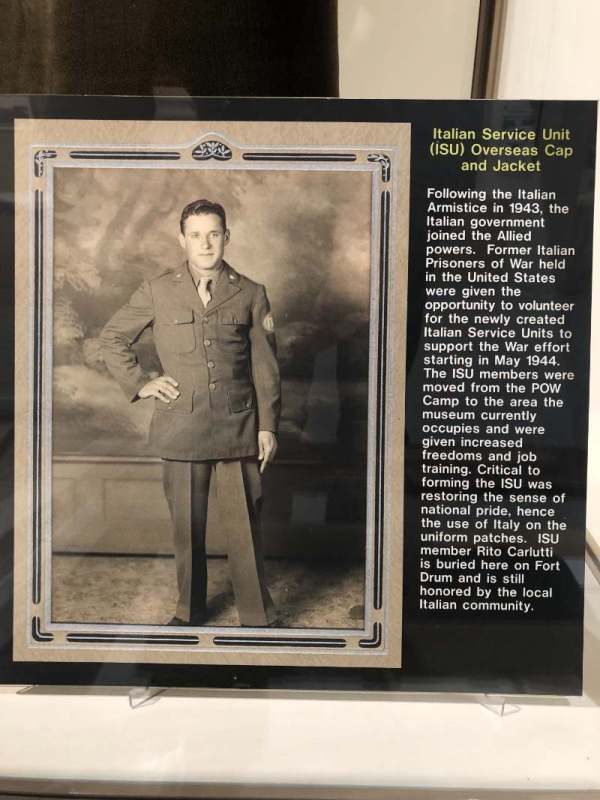 Italian Service Unit
(ISU) Overseas Cap
and Jacket
Following the Italian
Armistice in 1943, the
Italian government
joined the Allied
powers. Former Italian
Prisoners of War held
in the United States
were given the
opportunity to volunteer
for the newly created
Italian Service Units to
support the War effort
starting in May 1944.
The ISU members were
moved from the POW
Camp to the area the
museum currently
occupies and were
given increased
freedoms and job
training. Critical to
forming the ISU was
restoring the sense of
national pride, hence
the use of Italy on the
uniform patches. ISU
member Rito Carlutti
is buried here on Fort
Drum and is still
honored by the local
Italian community.